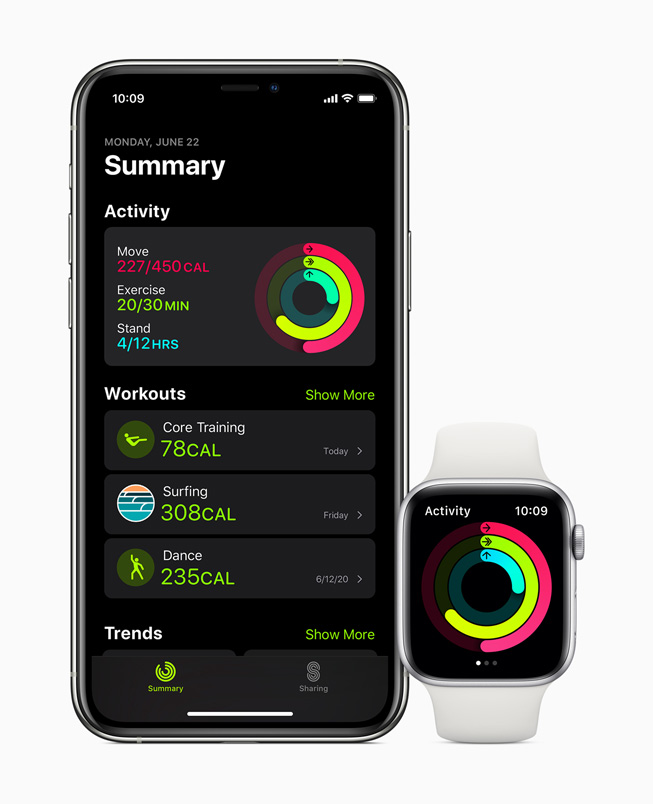 10:09
MONDAY, JUNE 22
Summary
Activity
Move
227/450CAL
Exercise
20/30MIN
Stand
4/12HRS
Workouts Show More
Core Training
78CAL
Today
Surfing
308CAL
Friday
Dance
235CAL
6/12/20
Trends Show More
Summary Sharing
Activity 10:09